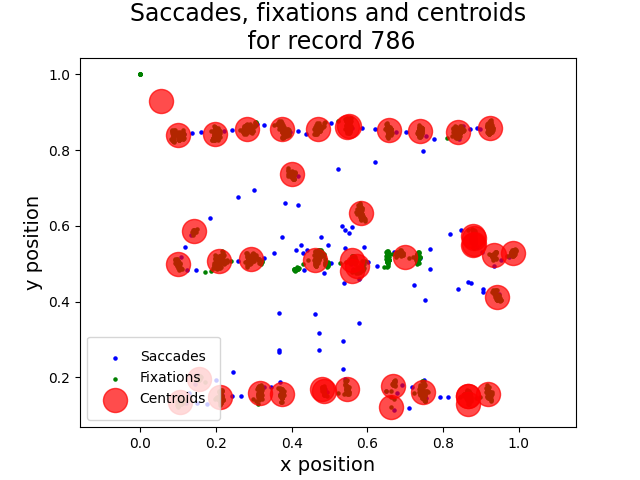 Saccades, fixations and centroids
for record 786
1.0
0.8
0.6
0.4
0.2
y position
Saccades
Fixations
Centroids
0.0 0.2 0.4 0.6 0.8 1.0
x position